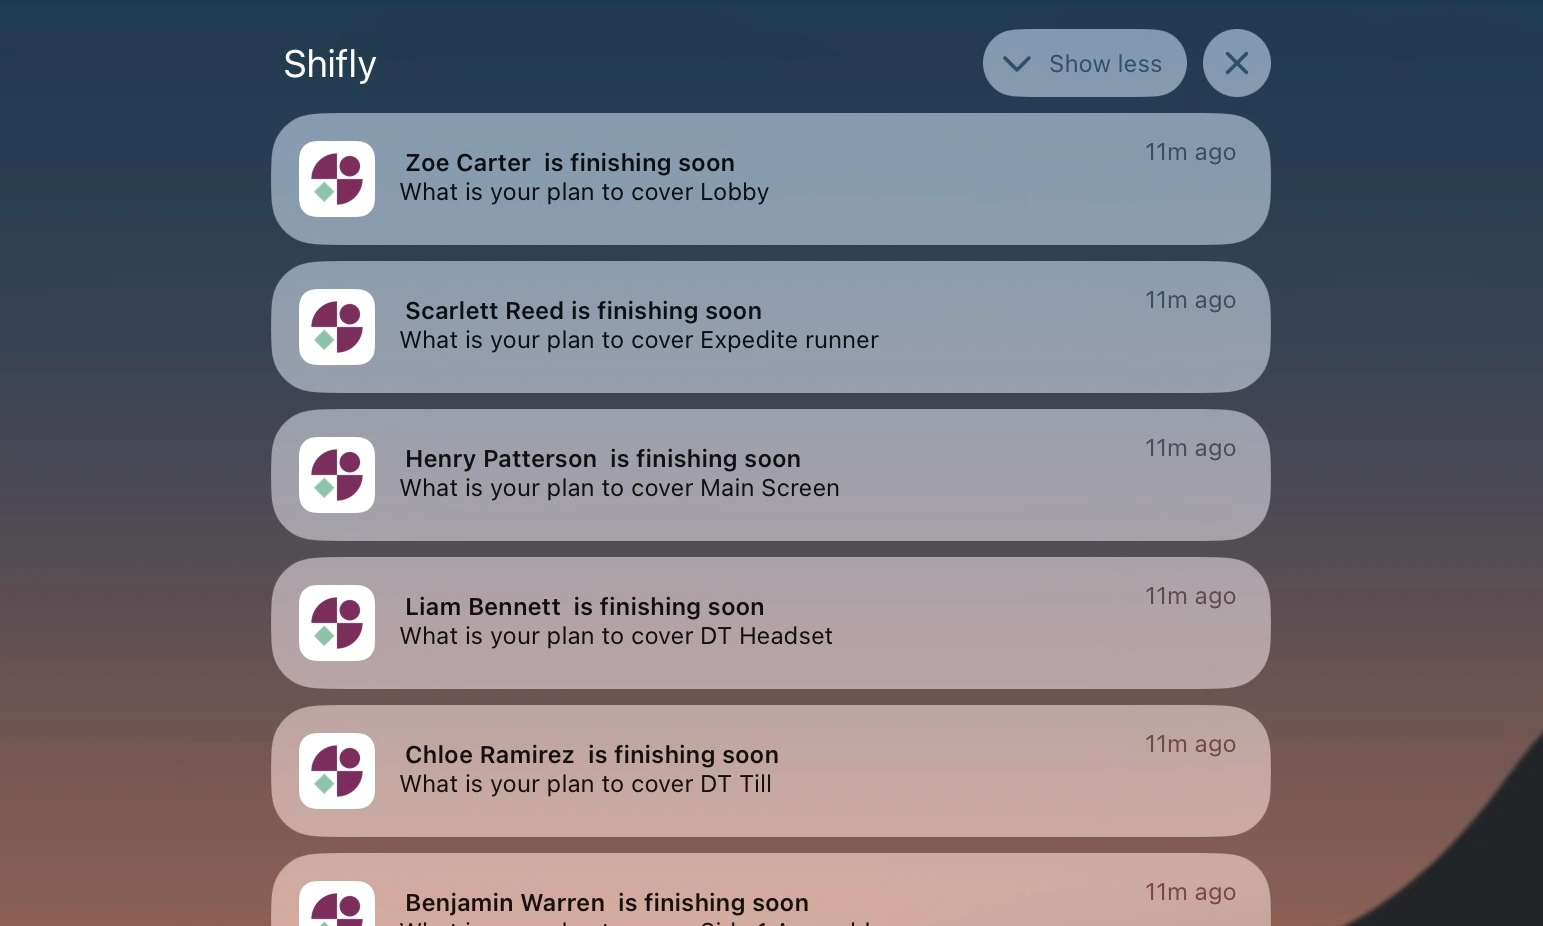 Shifly
Show less
Zoe Carter is finishing soon
11m ago
What is your plan to cover Lobby
Scarlett Reed is finishing soon
11m ago
What is your plan to cover Expedite runner
Henry Patterson is finishing soon
11m ago
What is your plan to cover Main Screen
Liam Bennett is finishing soon
11m ago
What is your plan to cover DT Headset
Chloe Ramirez is finishing soon
11m ago
What is your plan to cover DT Till
Benjamin Warren is finishing soon
11m ago